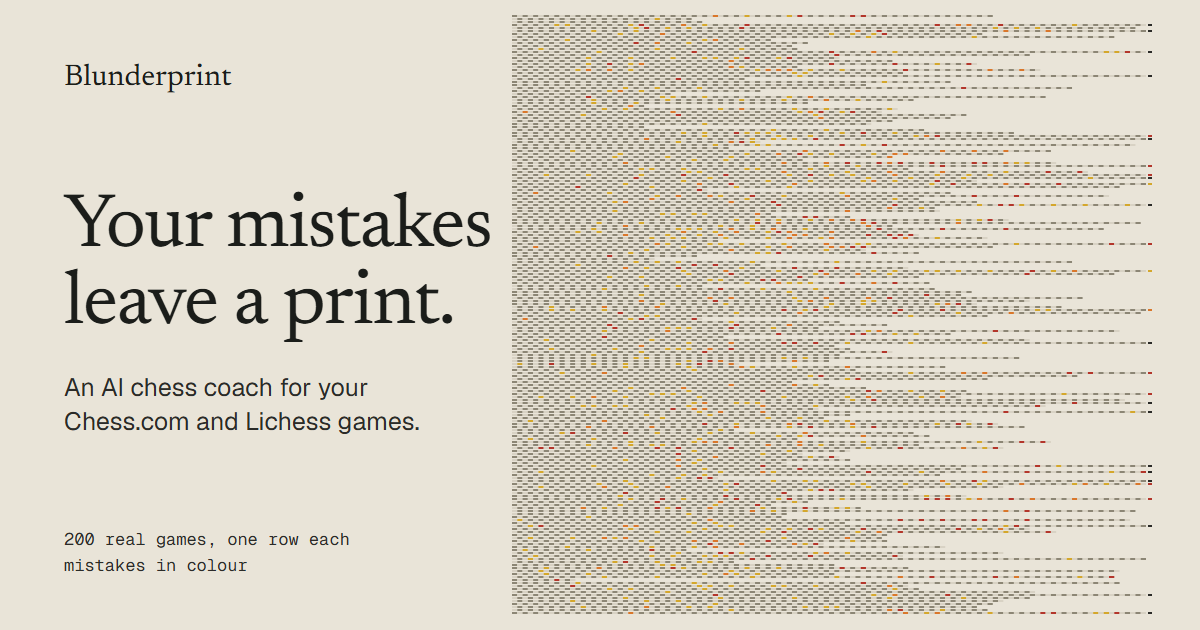 Blunderprint
Your mistakes
leave a print.
An AI chess coach for your
Chess.com and Lichess games.
200 real games, one row each
mistakes in colour